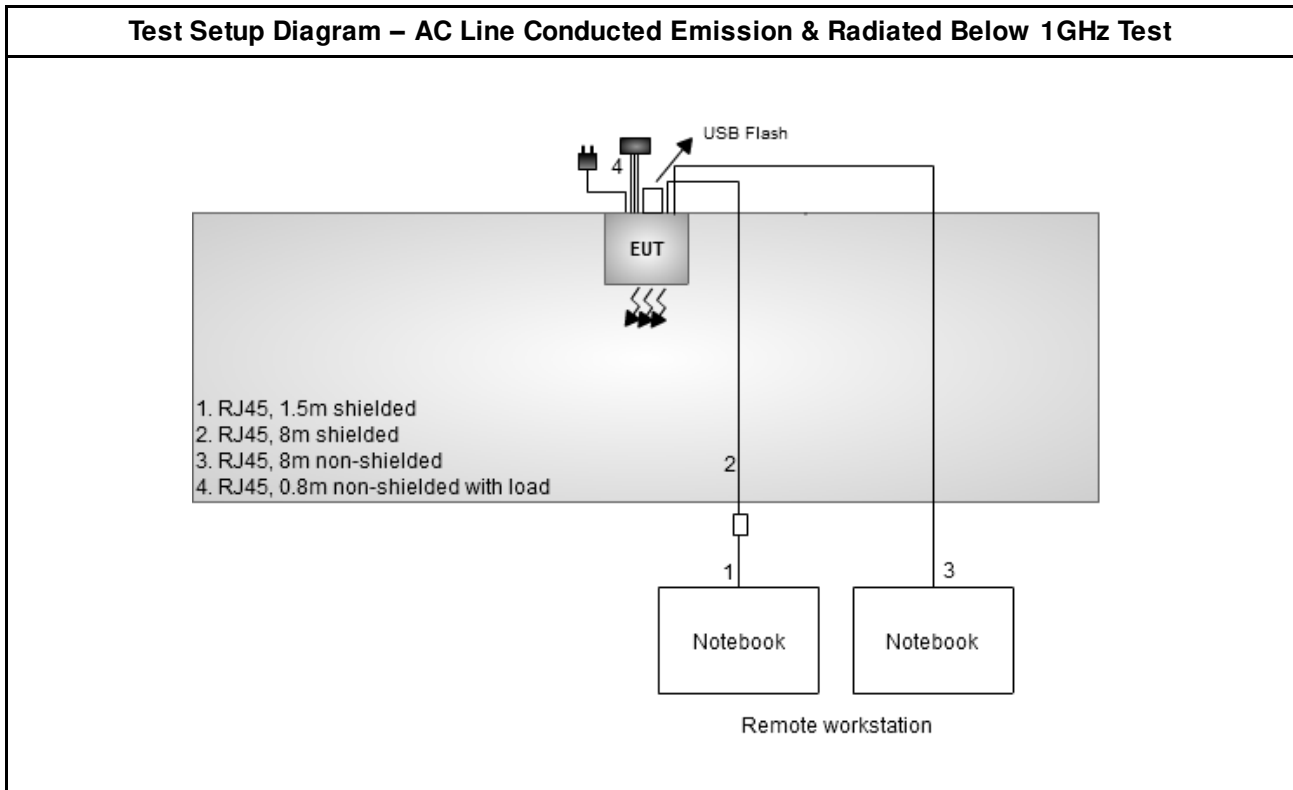 Test Setup Diagram – AC Line Conducted Emission & Radiated Below 1GHz Test
USB Flash
4
EUT
1. RJ45, 1.5m shielded
2. RJ45, 8m shielded
3. RJ45, 8m non-shielded
4. RJ45, 0.8m non-shielded with load
2
1
3
Notebook
Notebook
Remote workstation